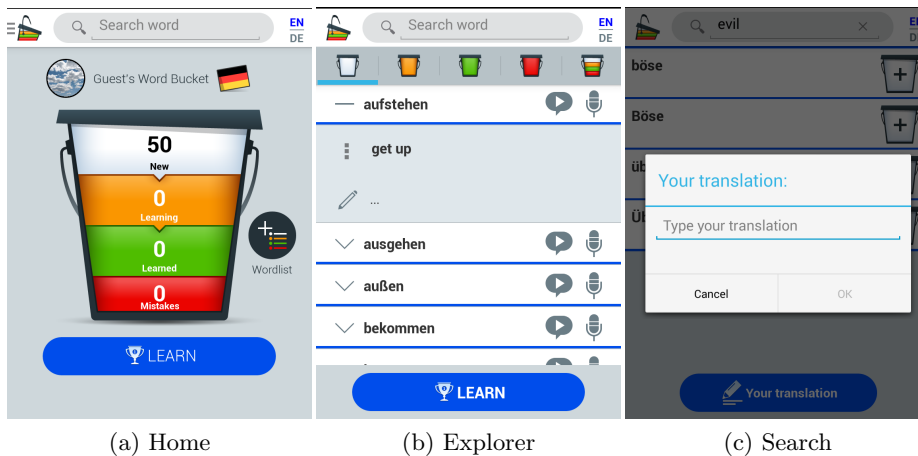 Search word
EN
DE
Guest's Word Bucket
50
New
0
Learning
0
Learned
0
Mistakes
Wordlist
LEARN
(a) Home
Search word
EN
DE
aufstehen
get up
...
ausgehen
außen
bekommen
LEARN
(b) Explorer
evil
DE
böse
Böse
Your translation:
Type your translation
Cancel
OK
Your translation
(c) Search